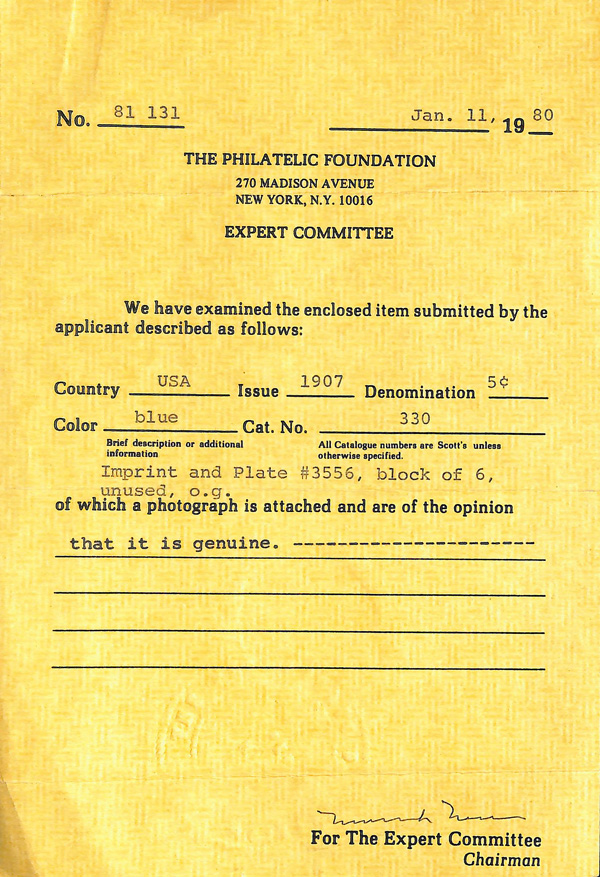 No. 81 131 Jan. 11, 19 80
THE PHILATELIC FOUNDATION
270 MADISON AVENUE
NEW YORK, N.Y. 10016
EXPERT COMMITTEE
We have examined the enclosed item submitted by the
applicant described as follows:
Country USA Issue 1907 Denomination 5¢
Color blue Cat. No. 330
Brief description or additional information
All Catalogue numbers are Scott's unless otherwise specified.
Imprint and Plate #3556, block of 6,
unused, o.g.
of which a photograph is attached and are of the opinion
that it is genuine. ----------------------
For The Expert Committee
Chairman